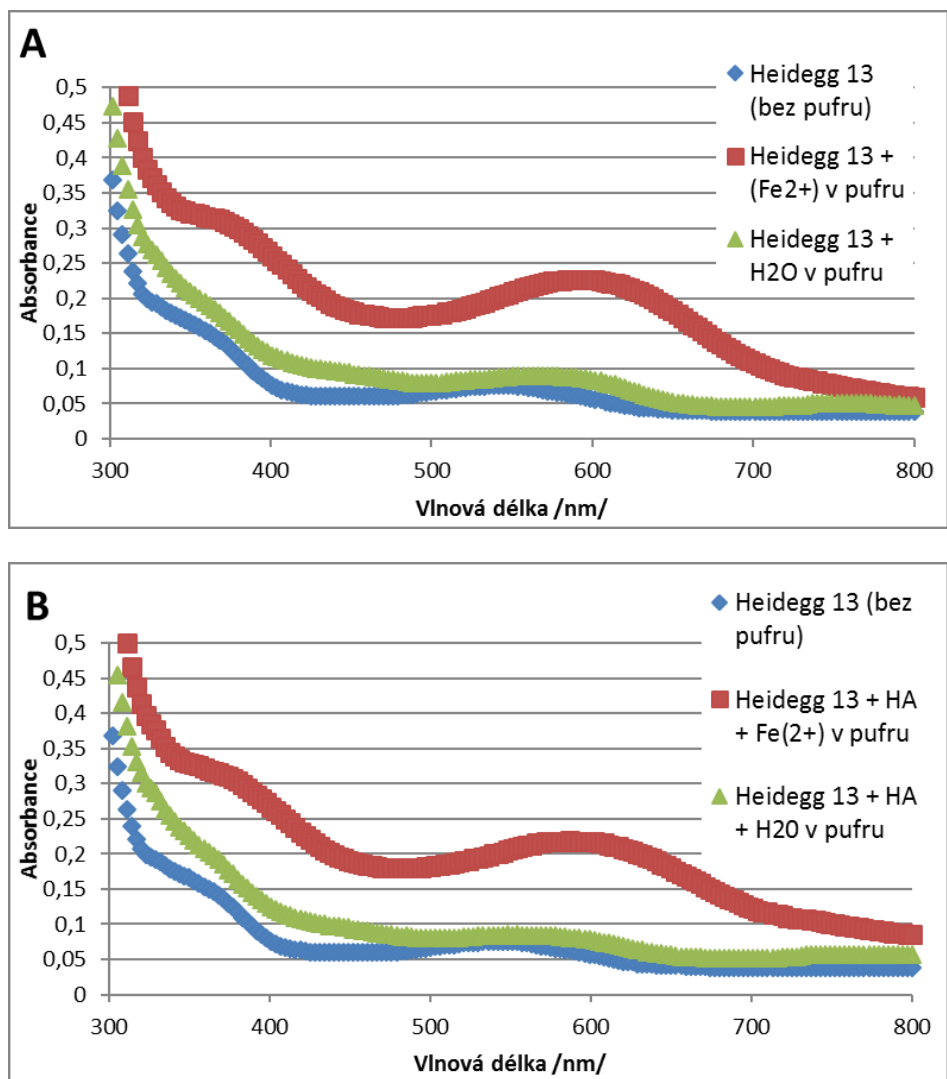 A
Absorbance
0,5
0,45
0,4
0,35
0,3
0,25
0,2
0,15
0,1
0,05
0
300 400 500 600 700 800
Vlnová délka /nm/
Heidegg 13
(bez pufru)
Heidegg 13 +
(Fe2+) v pufru
Heidegg 13 +
H2O v pufru
B
Absorbance
0,5
0,45
0,4
0,35
0,3
0,25
0,2
0,15
0,1
0,05
0
300 400 500 600 700 800
Vlnová délka /nm/
Heidegg 13 (bez
pufru)
Heidegg 13 + HA
+ Fe(2+) v pufru
Heidegg 13 + HA
+ H20 v pufru